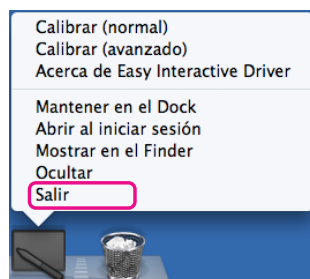 Calibrar (normal)
Calibrar (avanzado)
Acerca de Easy Interactive Driver
Mantener en el Dock
Abrir al iniciar sesión
Mostrar en el Finder
Ocultar
Salir